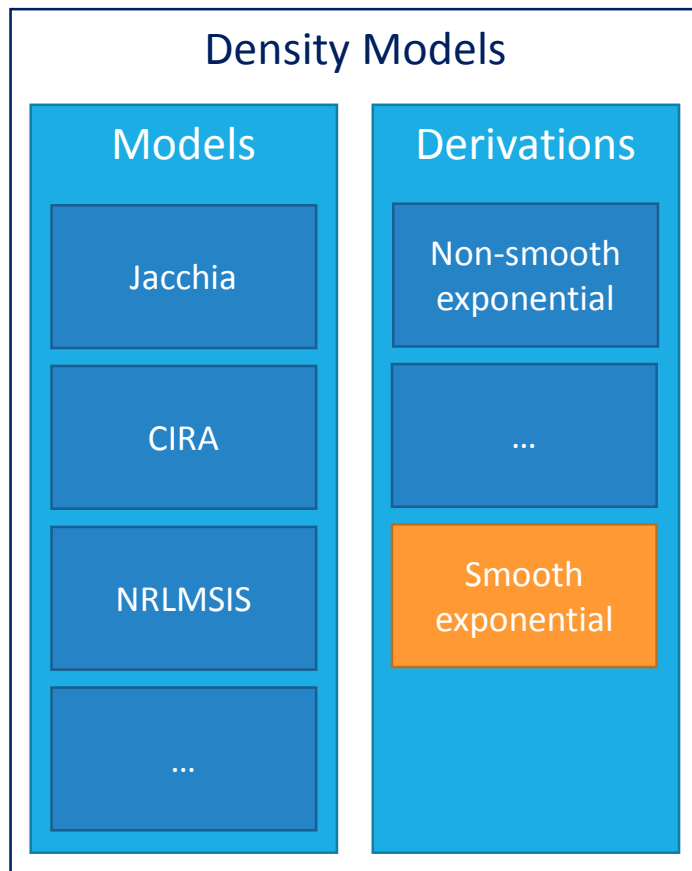 Density Models
Models
Jacchia
CIRA
NRLMSIS
…
Derivations
Non-smooth
exponential
…
Smooth
exponential